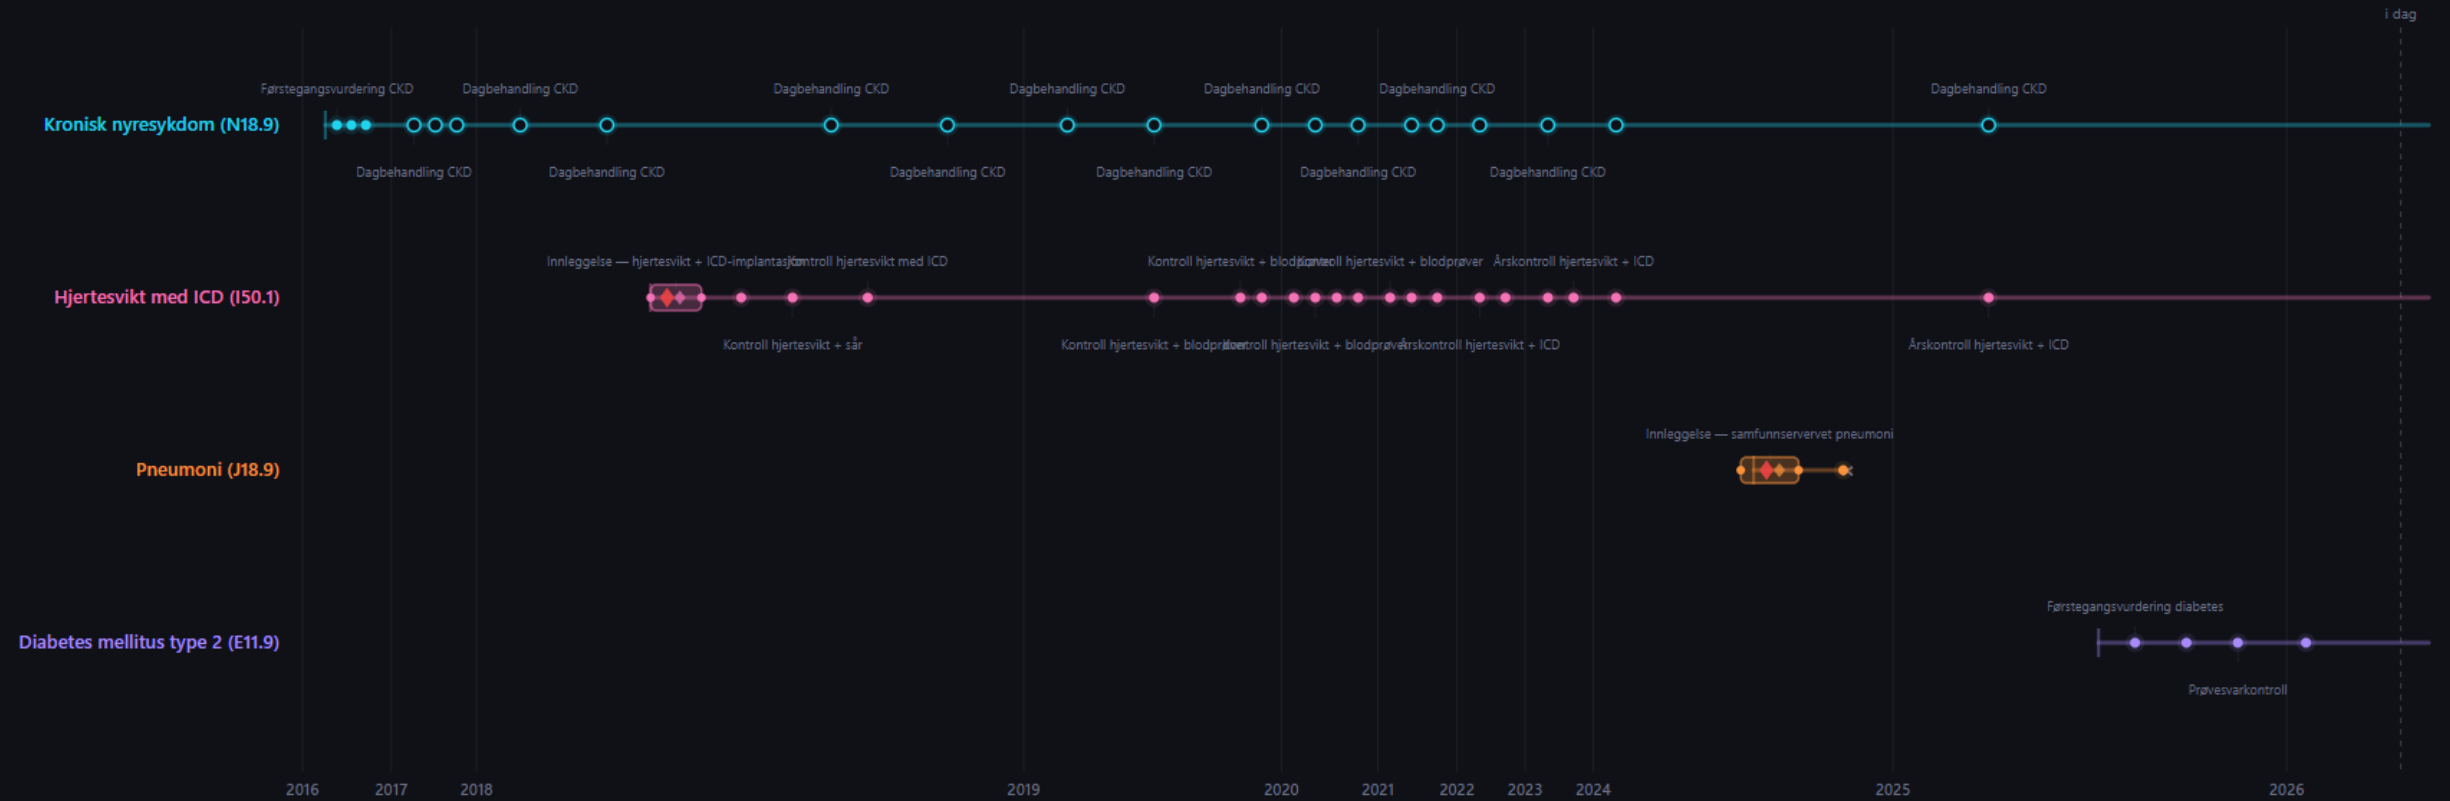 i dag
Førstegangsvurdering CKD
Dagbehandling CKD
Dagbehandling CKD
Dagbehandling CKD
Dagbehandling CKD
Dagbehandling CKD
Dagbehandling CKD
Kronisk nyresykdom (N18.9)
Dagbehandling CKD
Dagbehandling CKD
Dagbehandling CKD
Dagbehandling CKD
Dagbehandling CKD
Dagbehandling CKD
Innleggelse — hjertesvikt + ICD-implantasjon
Kontroll hjertesvikt med ICD
Kontroll hjertesvikt + blodprøver
Kontroll hjertesvikt + blodprøver
Årskontroll hjertesvikt + ICD
Hjertesvikt med ICD (I50.1)
Kontroll hjertesvikt + sår
Kontroll hjertesvikt + blodprøver
Kontroll hjertesvikt + blodprøver
Årskontroll hjertesvikt + ICD
Årskontroll hjertesvikt + ICD
Innleggelse — samfunnservervet pneumoni
Pneumoni (J18.9)
Førstegangsvurdering diabetes
Diabetes mellitus type 2 (E11.9)
Prøvesvarkontroll
2016 2017 2018 2019 2020 2021 2022 2023 2024 2025 2026